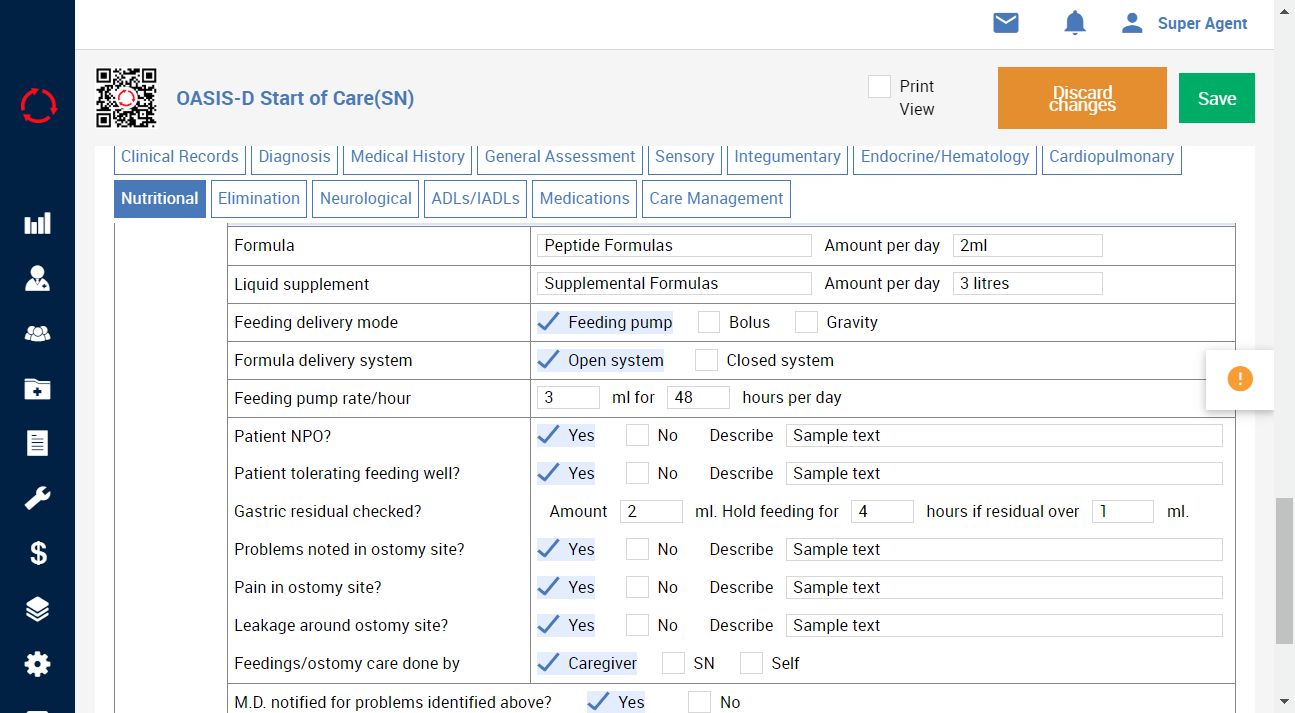 Super Agent
OASIS-D Start of Care(SN)
Print
View
Discard
changes
Save
Clinical Records Diagnosis Medical History General Assessment Sensory Integumentary Endocrine/Hematology Cardiopulmonary
Nutritional Elimination Neurological ADLs/IADLs Medications Care Management
Formula Peptide Formulas Amount per day 2ml
Liquid supplement Supplemental Formulas Amount per day 3 litres
Feeding delivery mode Feeding pump Bolus Gravity
Formula delivery system Open system Closed system
Feeding pump rate/hour 3 ml for 48 hours per day
Patient NPO? Yes No Describe Sample text
Patient tolerating feeding well? Yes No Describe Sample text
Gastric residual checked? Amount 2 ml. Hold feeding for 4 hours if residual over 1 ml.
Problems noted in ostomy site? Yes No Describe Sample text
Pain in ostomy site? Yes No Describe Sample text
Leakage around ostomy site? Yes No Describe Sample text
Feedings/ostomy care done by Caregiver SN Self
M.D. notified for problems identified above? Yes No